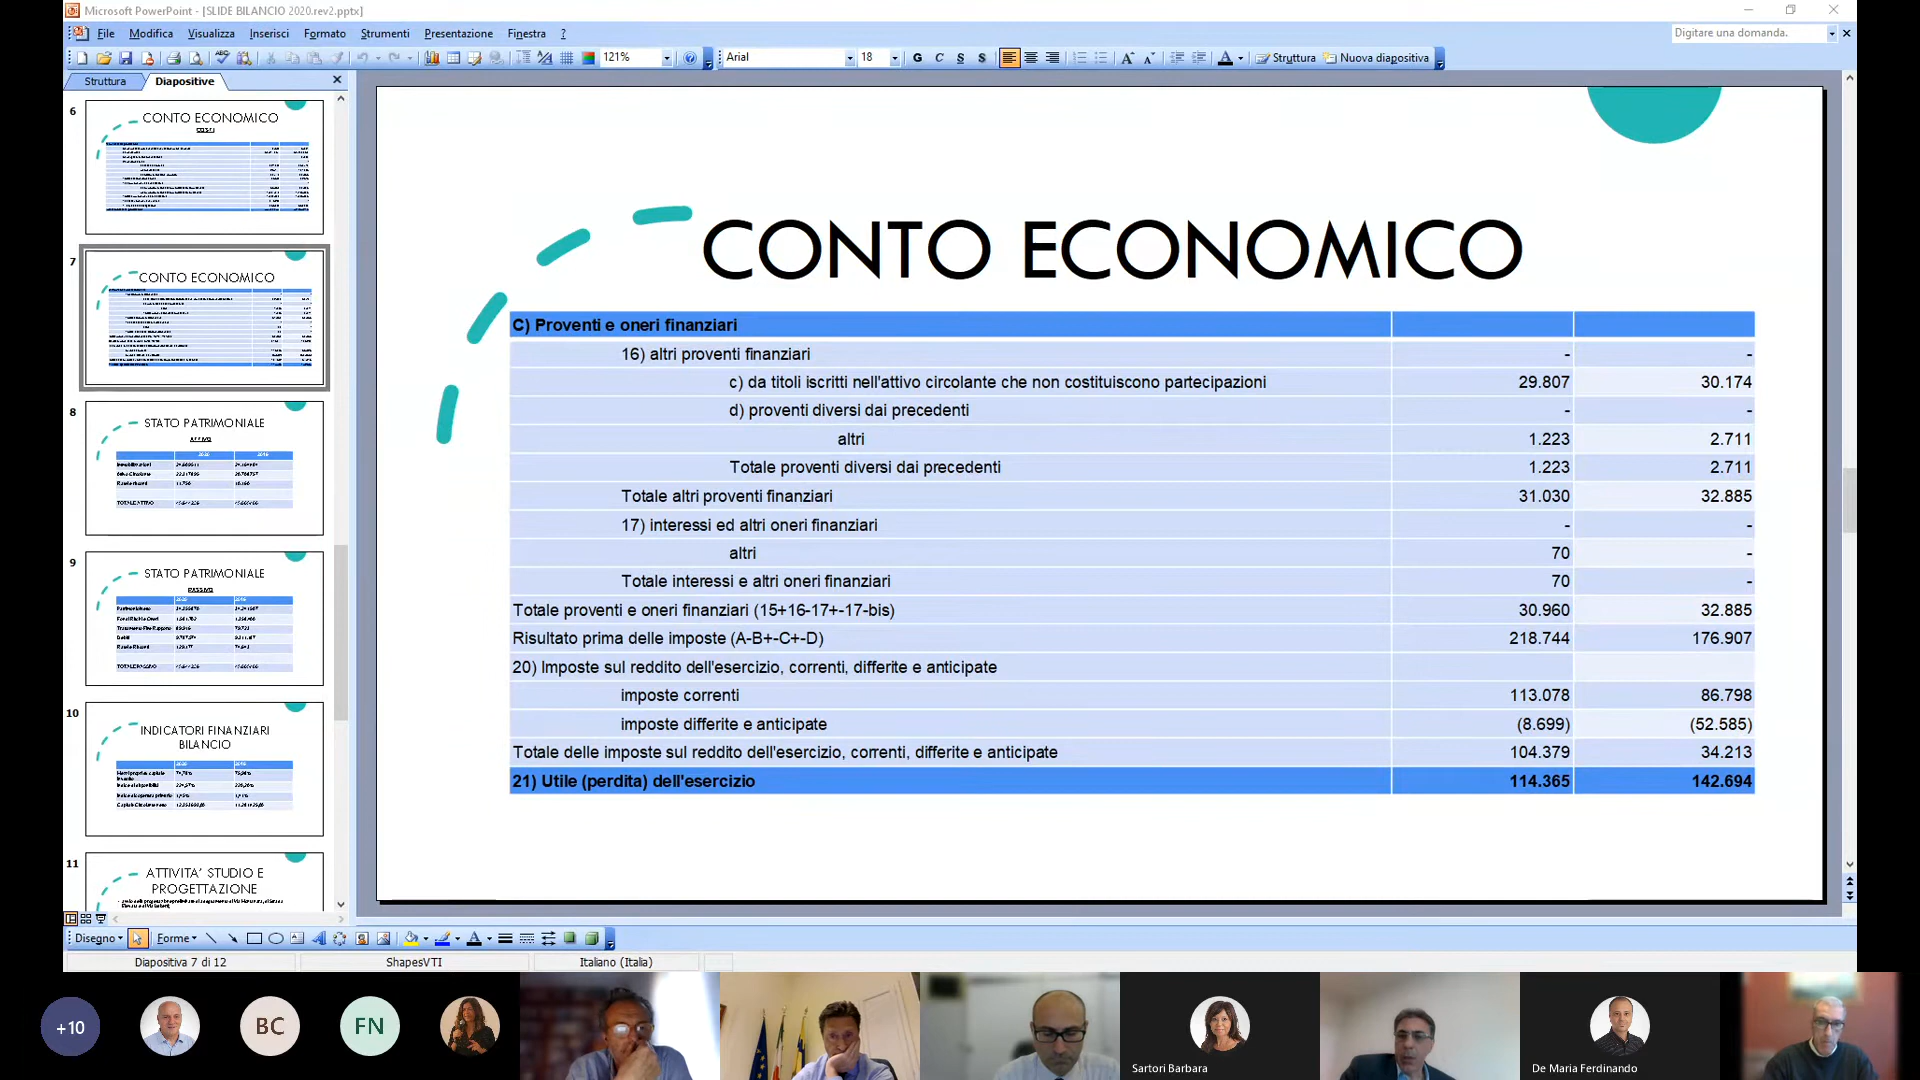 Microsoft PowerPoint - [SLIDE BILANCIO 2020.rev2.pptx]
File Modifica Visualizza Inserisci Formato Strumenti Presentazione Finestra ?
Digitare una domanda.
121%
Arial
18
G C S S
Struttura
Nuova diapositiva
Struttura
Diapositive
6
CONTO ECONOMICO
COSTI
7
CONTO ECONOMICO
8
STATO PATRIMONIALE
ATTIVO
9
STATO PATRIMONIALE
PASSIVO
10
INDICATORI FINANZIARI
BILANCIO
11
ATTIVITA' STUDIO E
PROGETTAZIONE
CONTO ECONOMICO
C) Proventi e oneri finanziari
16) altri proventi finanziari - -
c) da titoli iscritti nell'attivo circolante che non costituiscono partecipazioni 29.807 30.174
d) proventi diversi dai precedenti - -
altri 1.223 2.711
Totale proventi diversi dai precedenti 1.223 2.711
Totale altri proventi finanziari 31.030 32.885
17) interessi ed altri oneri finanziari - -
altri 70 -
Totale interessi e altri oneri finanziari 70 -
Totale proventi e oneri finanziari (15+16-17+-17-bis) 30.960 32.885
Risultato prima delle imposte (A-B+-C+-D) 218.744 176.907
20) Imposte sul reddito dell'esercizio, correnti, differite e anticipate
imposte correnti 113.078 86.798
imposte differite e anticipate (8.699) (52.585)
Totale delle imposte sul reddito dell'esercizio, correnti, differite e anticipate 104.379 34.213
21) Utile (perdita) dell'esercizio 114.365 142.694
Disegno
Forme
Diapositiva 7 di 12
ShapesVTI
Italiano (Italia)
+10
BC
FN
Sartori Barbara
De Maria Ferdinando